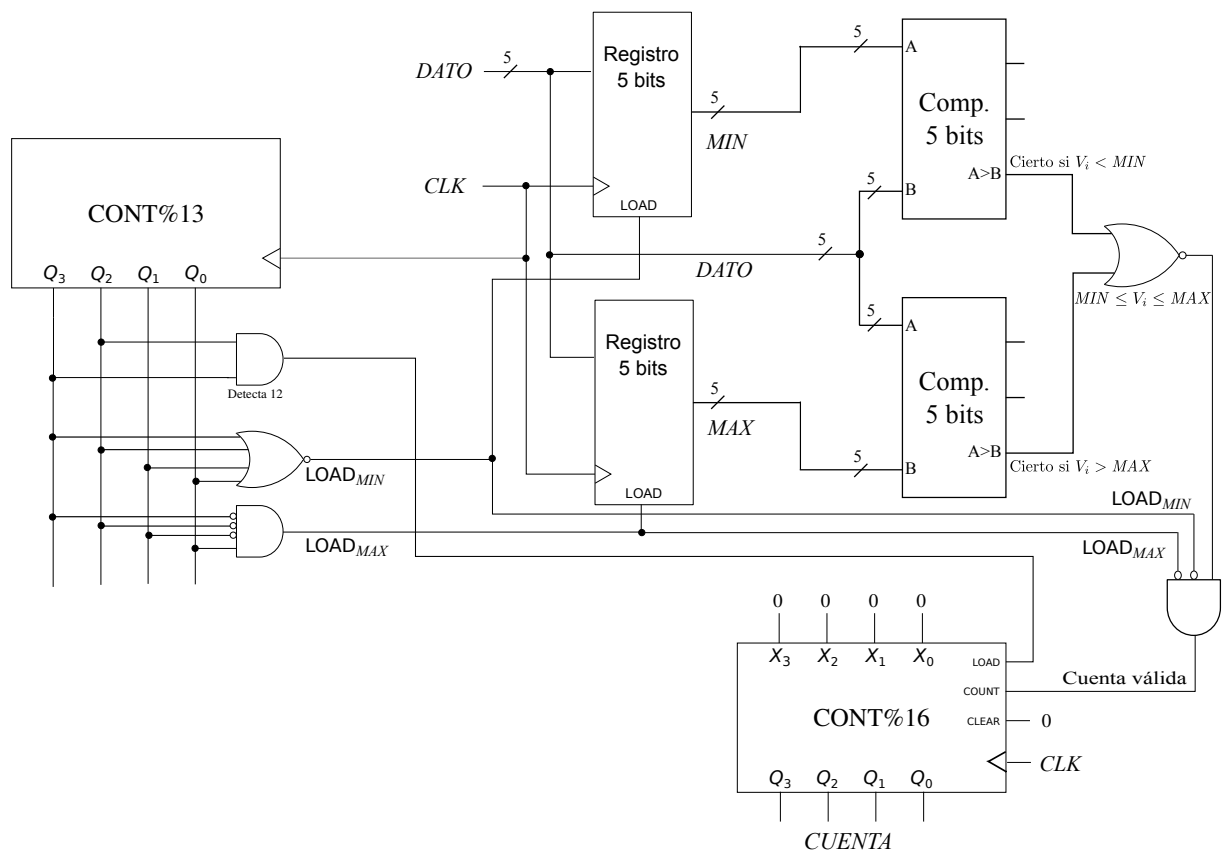 Registro
5 bits
DATO
5
5
MIN
5
A
Comp.
5 bits
A>B
B
5
Cierto si V_i < MIN
CLK
LOAD
CONT%13
Q_3 Q_2 Q_1 Q_0
DATO
5
MIN ≤ V_i ≤ MAX
Registro
5 bits
5
MAX
LOAD
5
A
Comp.
5 bits
A>B
5
B
Cierto si V_i > MAX
Detecta 12
LOAD_MIN
LOAD_MAX
LOAD_MIN
LOAD_MAX
0 0 0 0
X_3 X_2 X_1 X_0
LOAD
COUNT
Cuenta válida
CONT%16
CLEAR
0
CLK
Q_3 Q_2 Q_1 Q_0
CUENTA